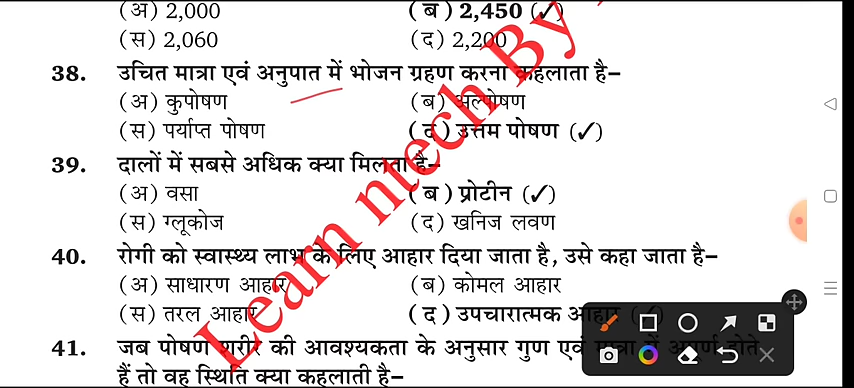 (अ) 2,000 (ब) 2,450 (✓)
(स) 2,060 (द) 2,200
38. उचित मात्रा एवं अनुपात में भोजन ग्रहण करना कहलाता है–
(अ) कुपोषण (ब) अल्पोषण
(स) पर्याप्त पोषण (द) उत्तम पोषण (✓)
39. दालों में सबसे अधिक क्या मिलता है–
(अ) वसा (ब) प्रोटीन (✓)
(स) ग्लूकोज (द) खनिज लवण
40. रोगी को स्वास्थ्य लाभ के लिए आहार दिया जाता है, उसे कहा जाता है–
(अ) साधारण आहार (ब) कोमल आहार
(स) तरल आहार (द) उपचारात्मक आहार (✓)
41. जब पोषण शरीर की आवश्यकता के अनुसार गुण एवं मात्रा में अपूर्ण होते
हैं तो वह स्थिति क्या कहलाती है–
Learn ntech By